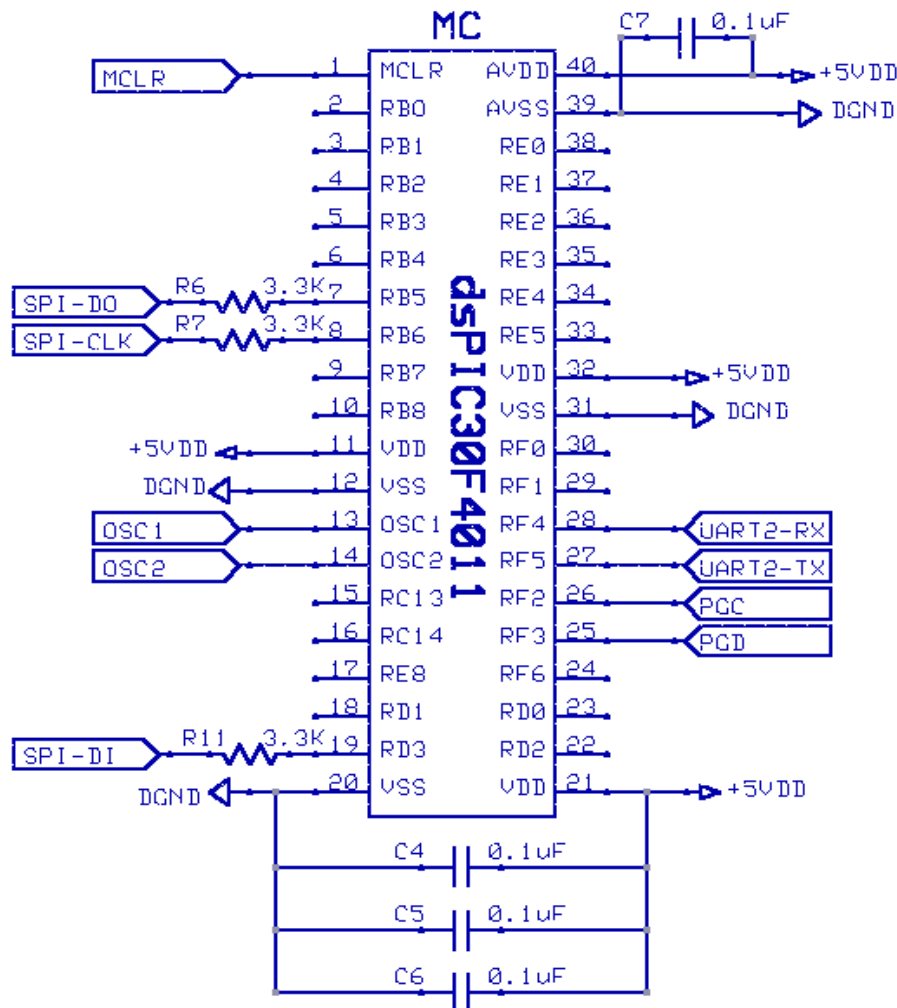 MC
C7 0.1uF
MCLR 1 MCLR AVDD 40 +5VDD
2 RB0 AVSS 39 DGND
3 RB1 RE0 38
4 RB2 RE1 37
5 RB3 RE2 36
6 RB4 RE3 35
SPI-DO R6 3.3K 7 RB5 RE4 34
SPI-CLK R7 3.3K 8 RB6 RE5 33
9 RB7 VDD 32 +5VDD
10 RB8 VSS 31 DGND
+5VDD 11 VDD RF0 30
DGND 12 VSS RF1 29
OSC1 13 OSC1 RF4 28 UART2-RX
OSC2 14 OSC2 RF5 27 UART2-TX
15 RC13 RF2 26 PGC
16 RC14 RF3 25 PGD
17 RE8 RF6 24
18 RD1 RD0 23
SPI-DI R11 3.3K 19 RD3 RD2 22
DGND 20 VSS VDD 21 +5VDD
dsPIC30F4011
C4 0.1uF
C5 0.1uF
C6 0.1uF